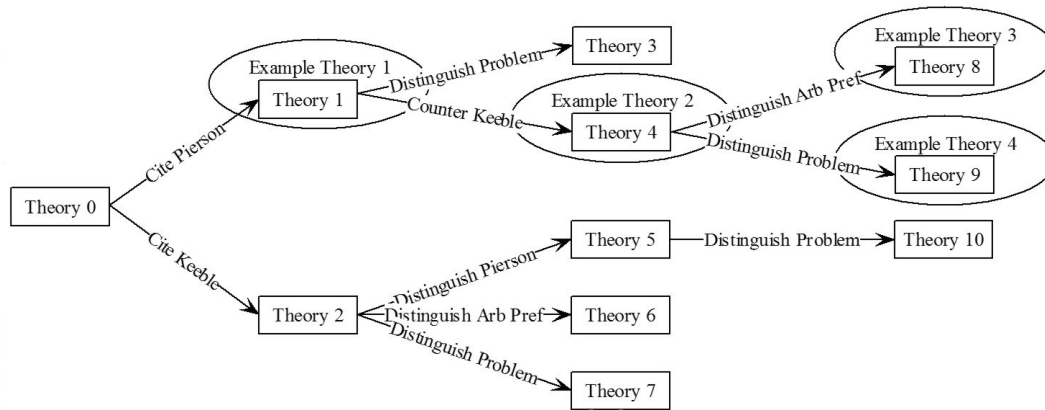 Example Theory 3
Theory 3
Example Theory 1
Distinguish Problem
Theory 8
Theory 1
Example Theory 2
Distinguish Arb Pref
Counter Keeble
Theory 4
Example Theory 4
Cite Pierson
Distinguish Problem
Theory 9
Theory 0
Theory 5
Distinguish Problem
Theory 10
Cite Keeble
Distinguish Pierson
Theory 2
Distinguish Arb Pref
Theory 6
Distinguish Problem
Theory 7